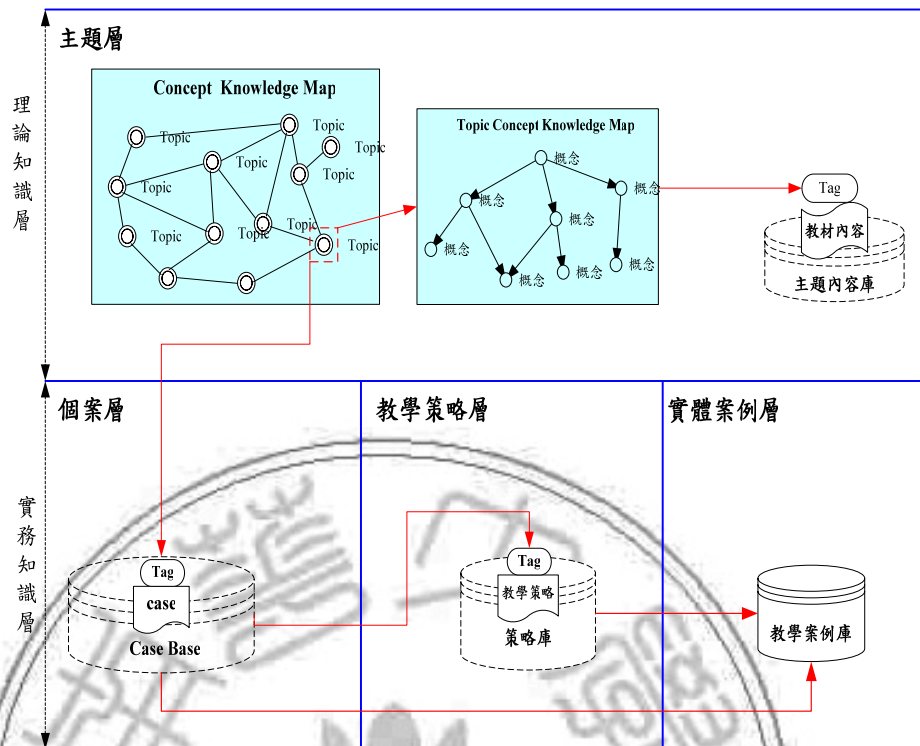 主題層
理論知識層
Concept Knowledge Map
Topic
Topic
Topic
Topic
Topic
Topic
Topic
Topic
Topic
Topic
Topic Concept Knowledge Map
概念
概念
概念
概念
概念
概念
概念
概念
Tag
教材內容
主題內容庫
個案層
教學策略層
實體案例層
實務知識層
Tag
case
Case Base
Tag
教學策略
策略庫
教學案例庫